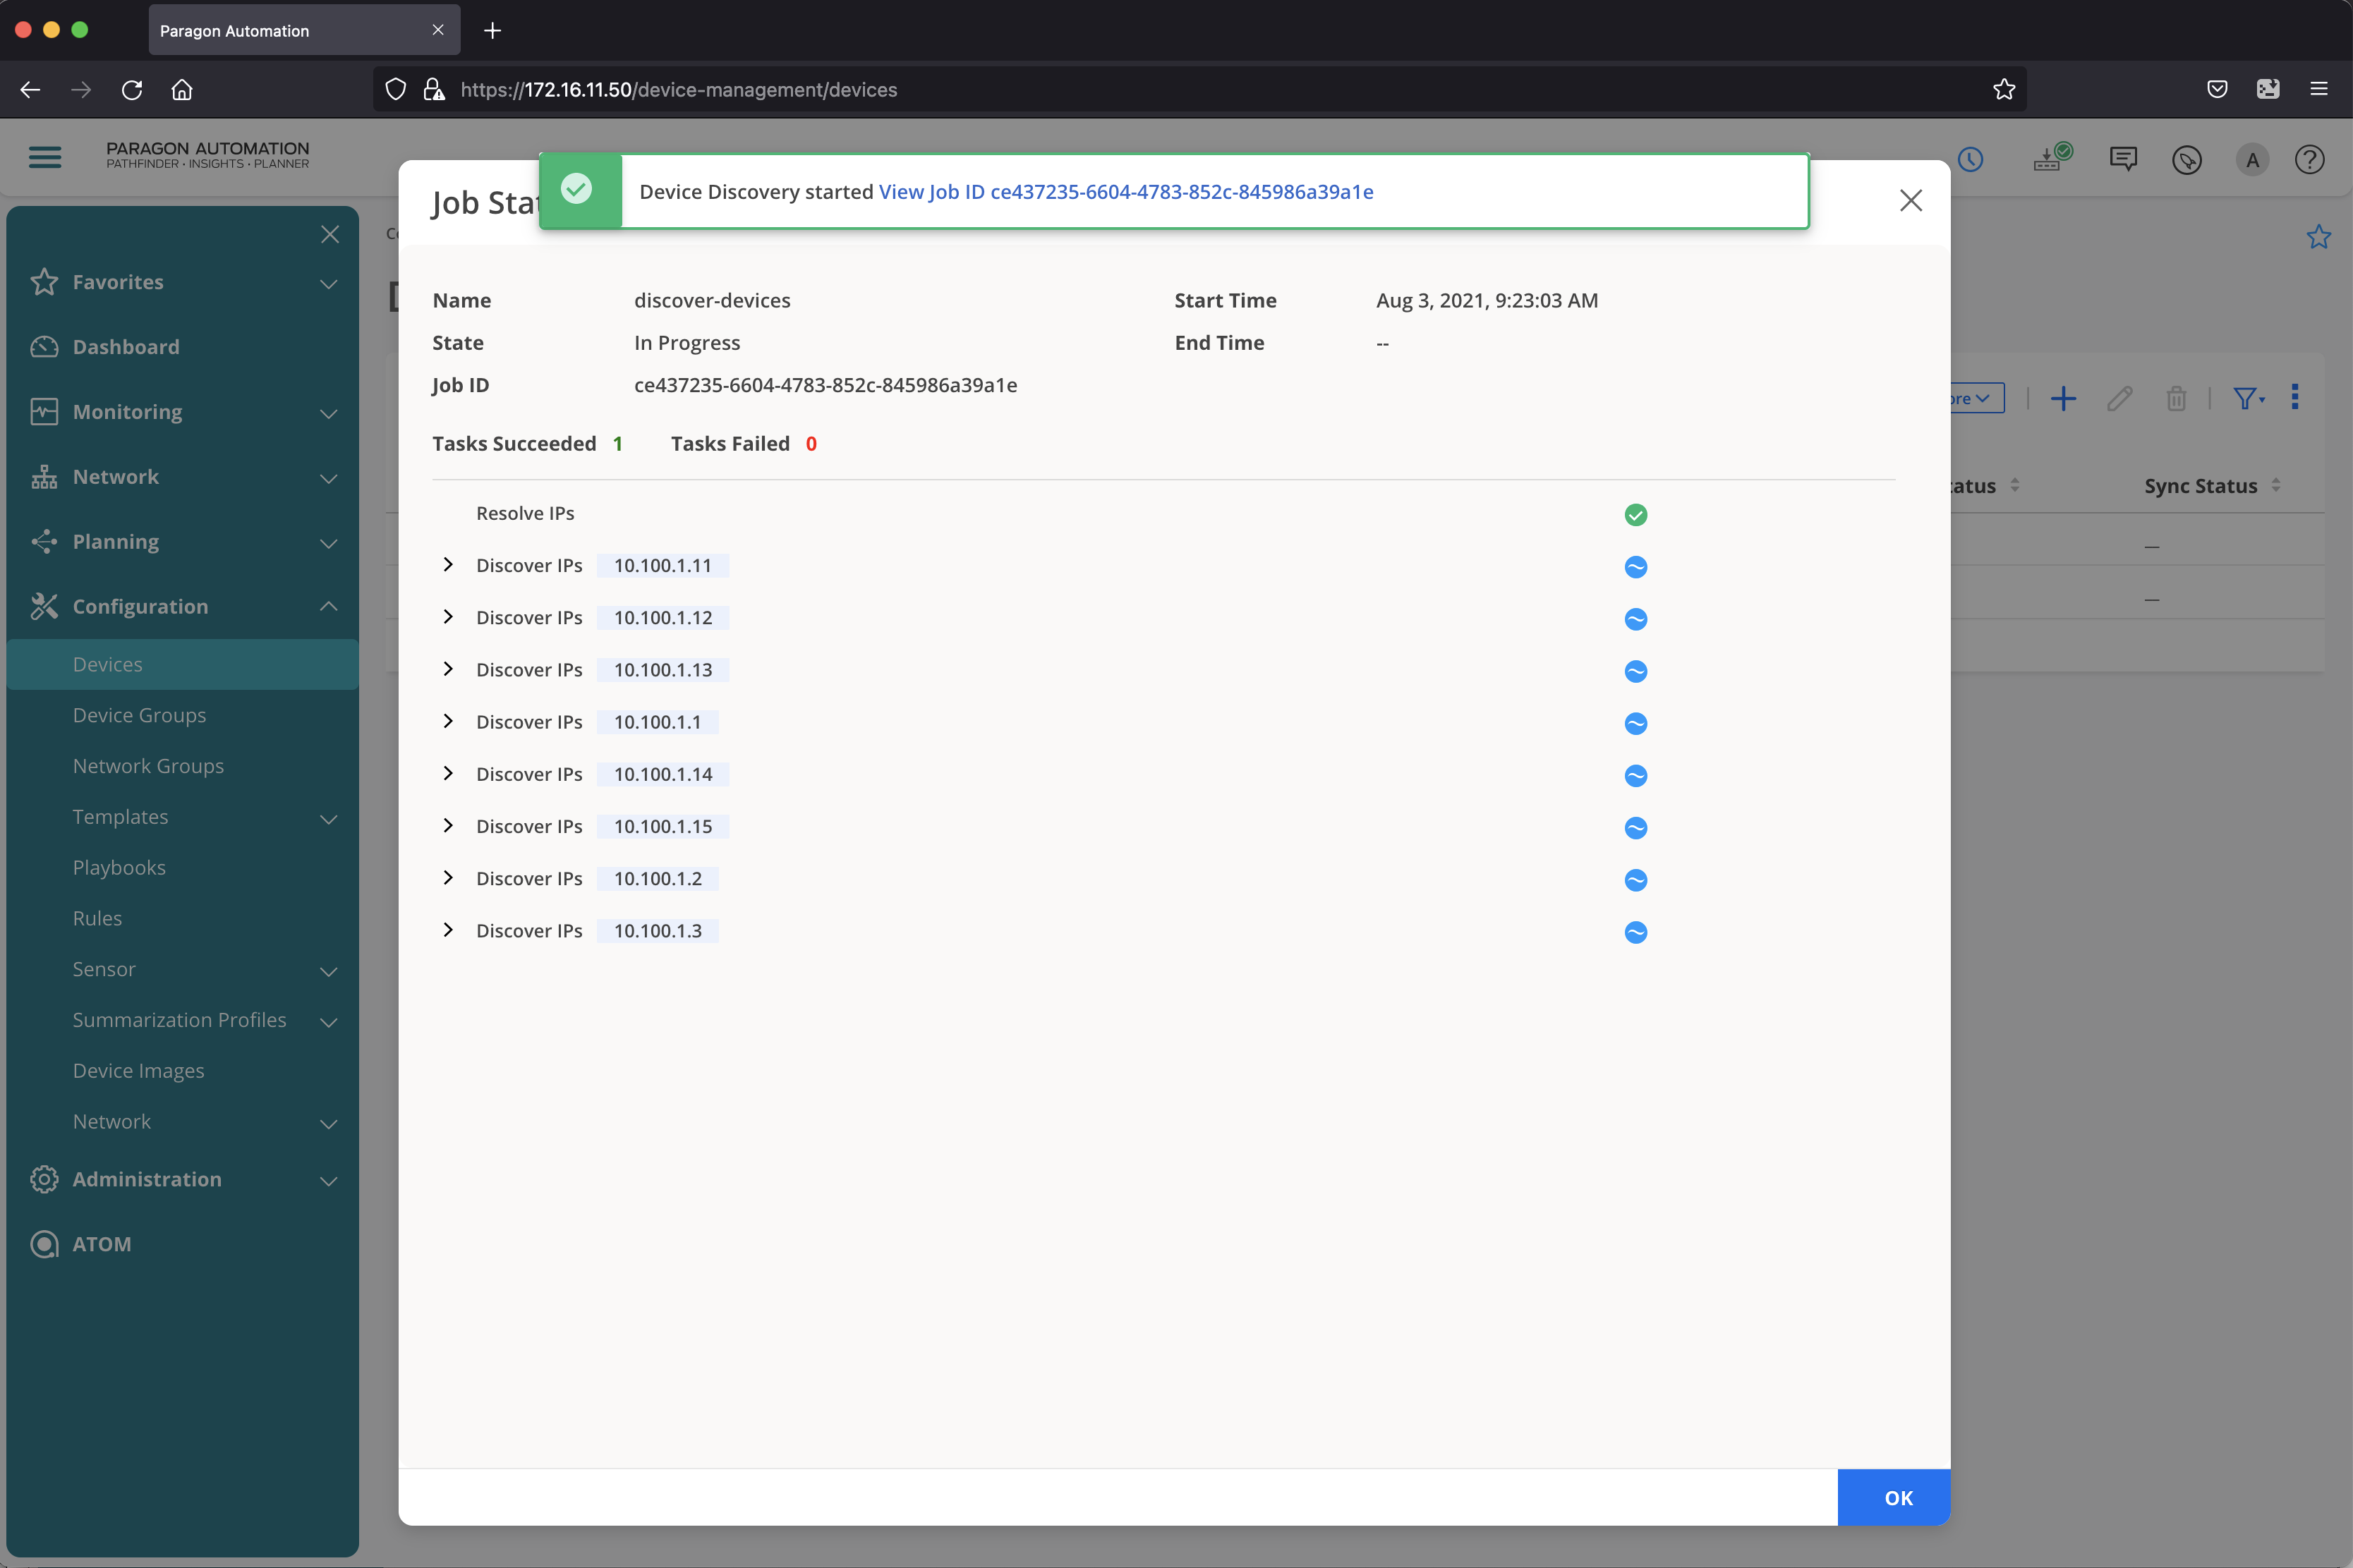 Paragon Automation
https://172.16.11.50/device-management/devices
PARAGON AUTOMATION
PATHFINDER · INSIGHTS · PLANNER
A
Favorites
Dashboard
Monitoring
Network
Planning
Configuration
Devices
Device Groups
Network Groups
Templates
Playbooks
Rules
Sensor
Summarization Profiles
Device Images
Network
Administration
ATOM
Device Discovery started View Job ID ce437235-6604-4783-852c-845986a39a1e
Job
Name discover-devices Start Time Aug 3, 2021, 9:23:03 AM
State In Progress End Time --
Job ID ce437235-6604-4783-852c-845986a39a1e
Tasks Succeeded 1 Tasks Failed 0
Resolve IPs
Discover IPs 10.100.1.11
Discover IPs 10.100.1.12
Discover IPs 10.100.1.13
Discover IPs 10.100.1.1
Discover IPs 10.100.1.14
Discover IPs 10.100.1.15
Discover IPs 10.100.1.2
Discover IPs 10.100.1.3
OK
Sync Status
—
—